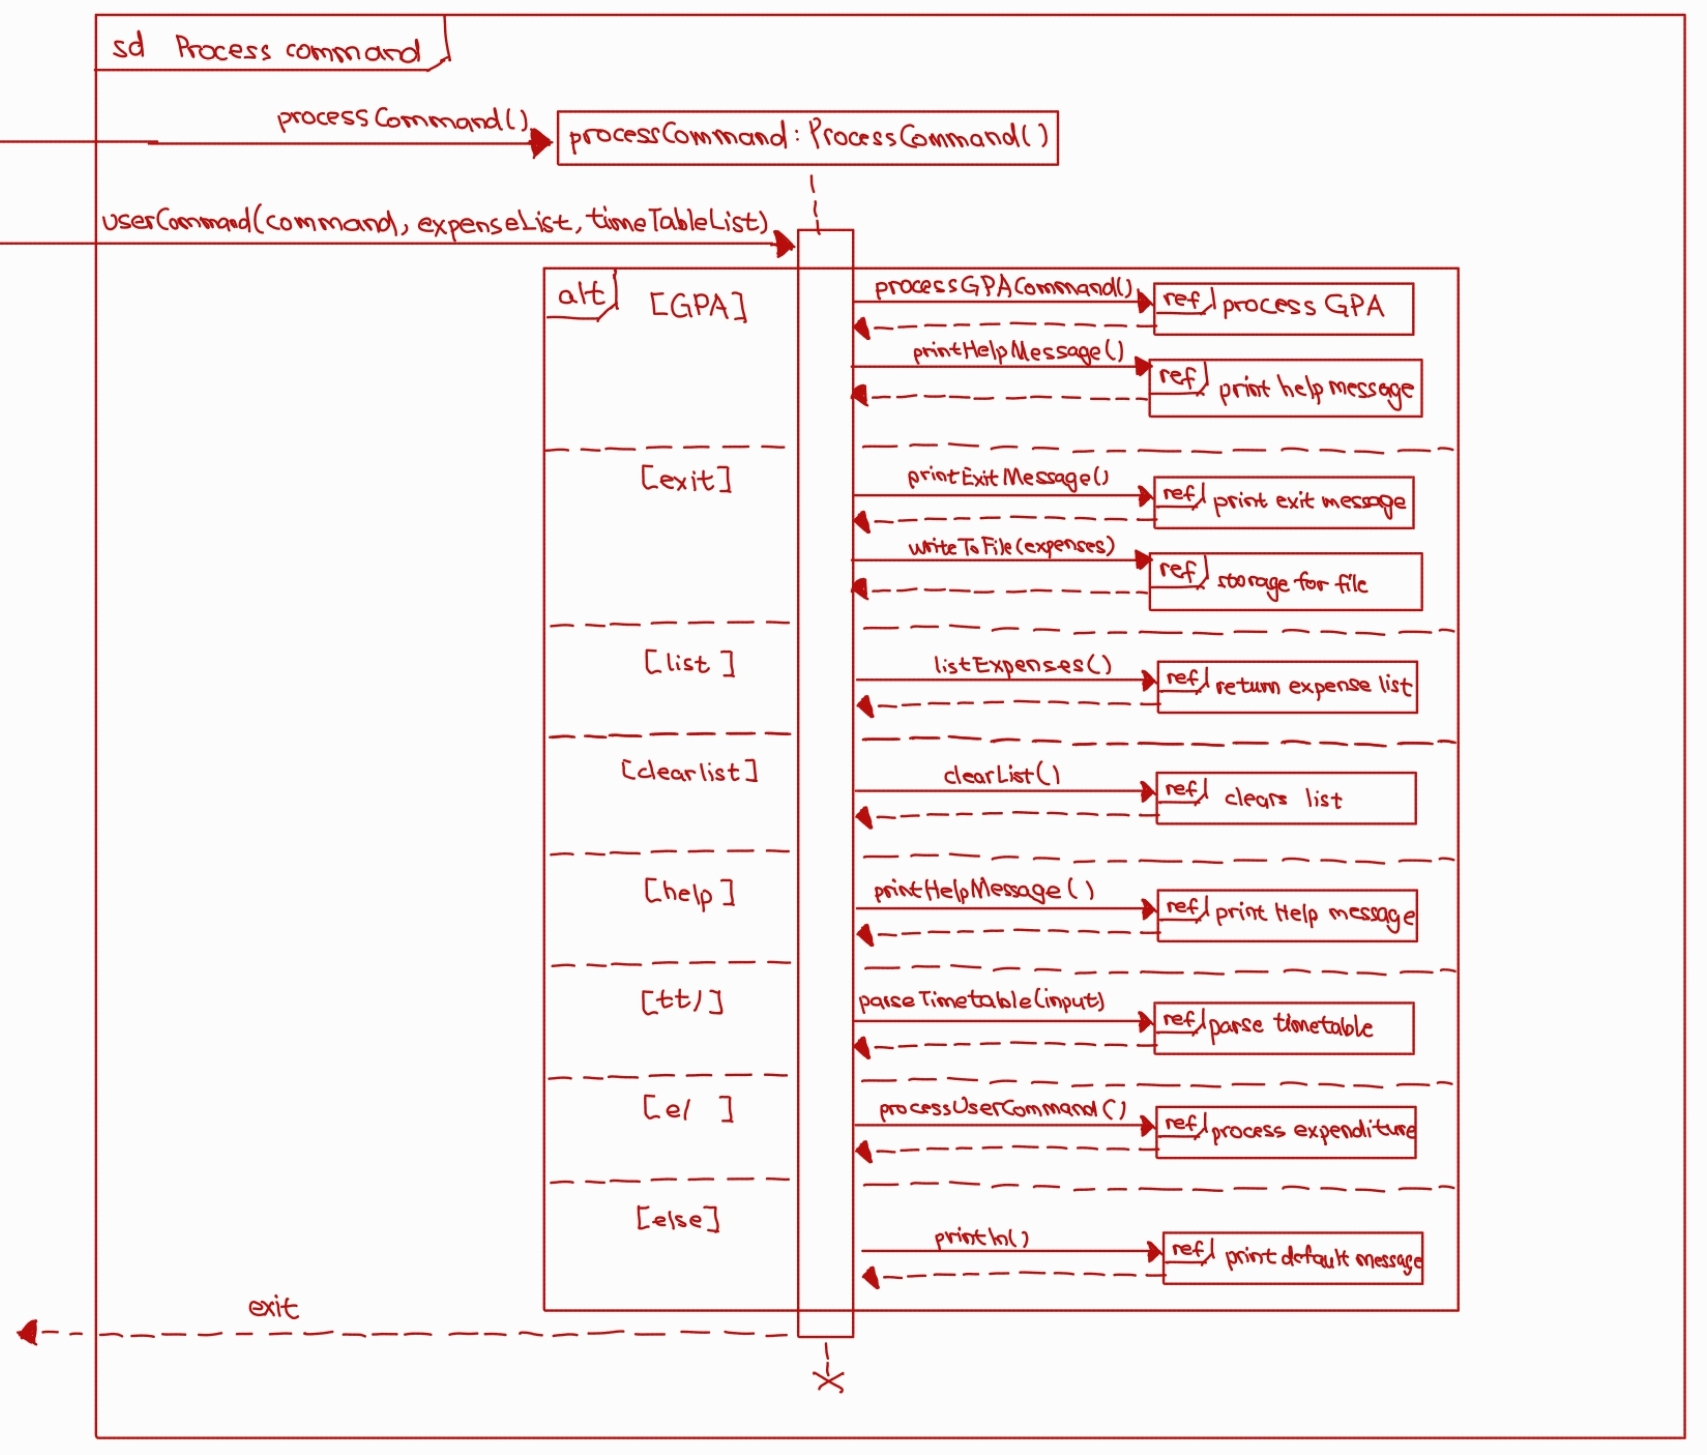 sd Process command
processCommand()
processCommand: ProcessCommand()
userCommand(command, expenseList, timeTableList)
alt
[GPA]
processGPACommand()
ref process GPA
printHelpMessage()
ref print help message
[exit]
printExitMessage()
ref print exit message
writeToFile(expenses)
ref storage for file
[list]
listExpenses()
ref return expense list
[clearlist]
clearList()
ref clears list
[help]
printHelpMessage()
ref print Help message
[tt/]
parseTimetable(input)
ref parse timetable
[e/ ]
processUserCommand()
ref process expenditure
[else]
println()
ref print default message
exit